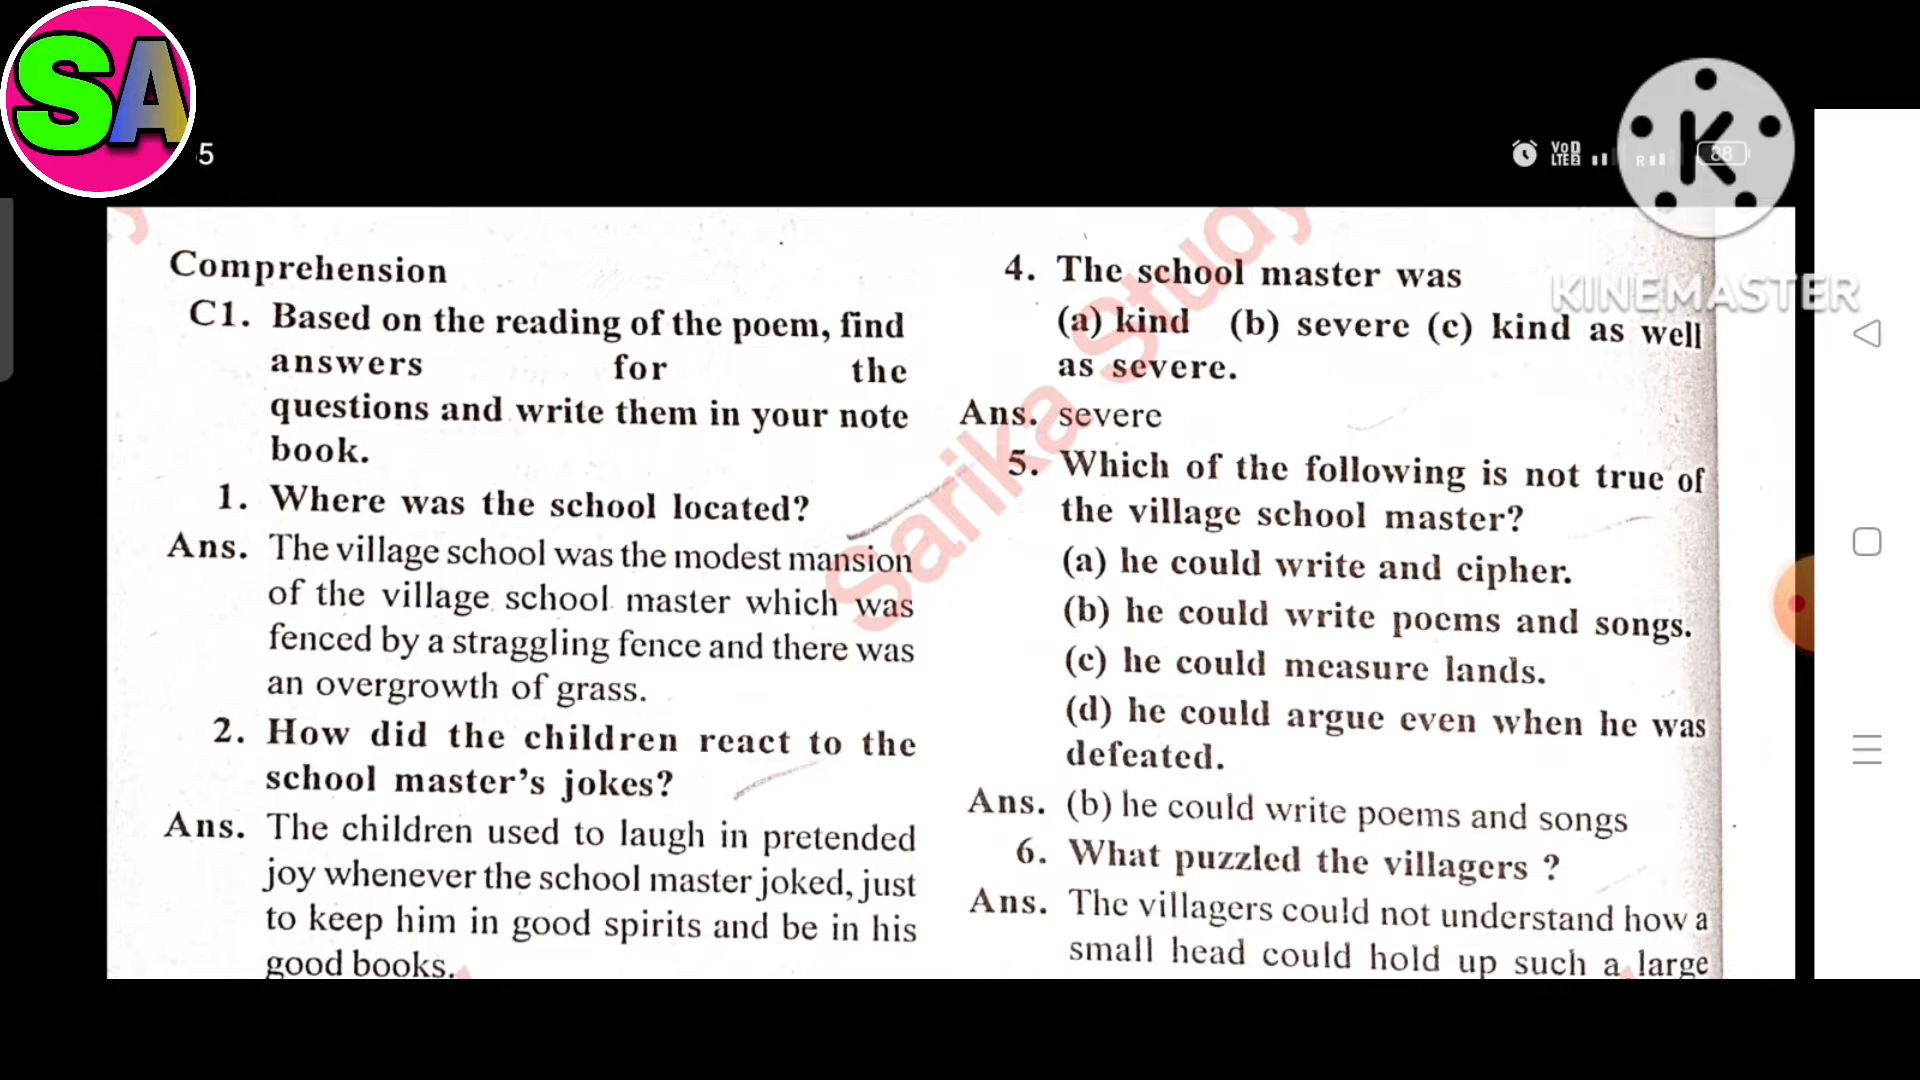 SA
5
VoD
LTE2
R
88
K
KINEMASTER
Comprehension
C1. Based on the reading of the poem, find
answers for the
questions and write them in your note
book.
1. Where was the school located?
Ans. The village school was the modest mansion
of the village school master which was
fenced by a straggling fence and there was
an overgrowth of grass.
2. How did the children react to the
school master's jokes?
Ans. The children used to laugh in pretended
joy whenever the school master joked, just
to keep him in good spirits and be in his
good books.
4. The school master was
(a) kind (b) severe (c) kind as well
as severe.
Ans. severe
5. Which of the following is not true of
the village school master?
(a) he could write and cipher.
(b) he could write poems and songs.
(c) he could measure lands.
(d) he could argue even when he was
defeated.
Ans. (b) he could write poems and songs
6. What puzzled the villagers ?
Ans. The villagers could not understand how a
small head could hold up such a large
Sarika Study